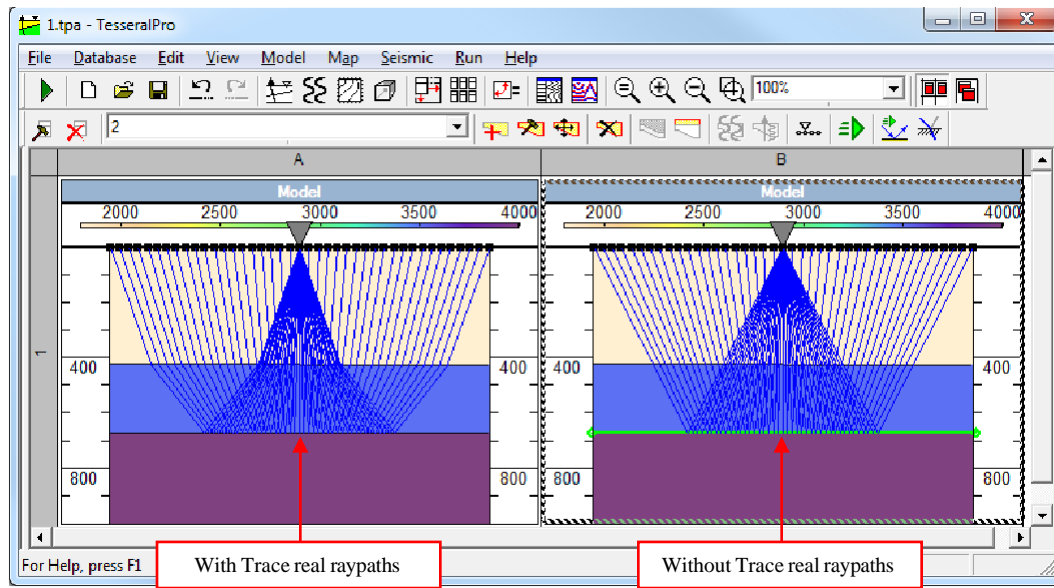 1.tpa - TesseralPro
File Database Edit View Model Map Seismic Run Help
100%
2
A B
Model Model
2000 2500 3000 3500 4000 2000 2500 3000 3500 4000
1
400 400 400 400
800 800 800 800
For Help, press F1
With Trace real raypaths
Without Trace real raypaths